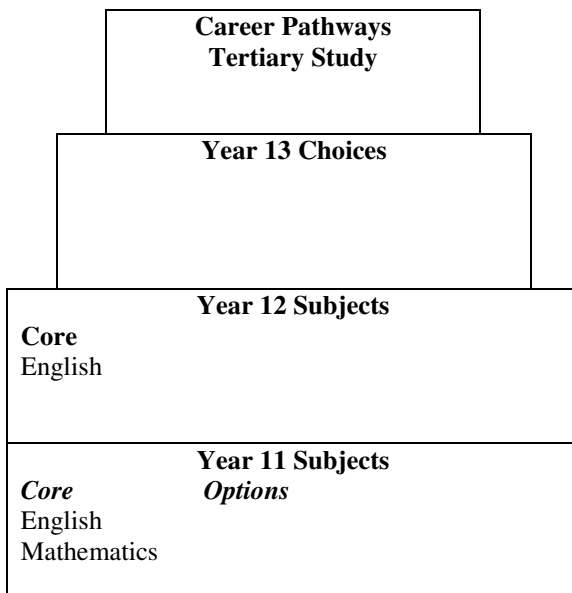 Career Pathways
Tertiary Study
Year 13 Choices
Year 12 Subjects
Core
English
Year 11 Subjects
Core Options
English
Mathematics